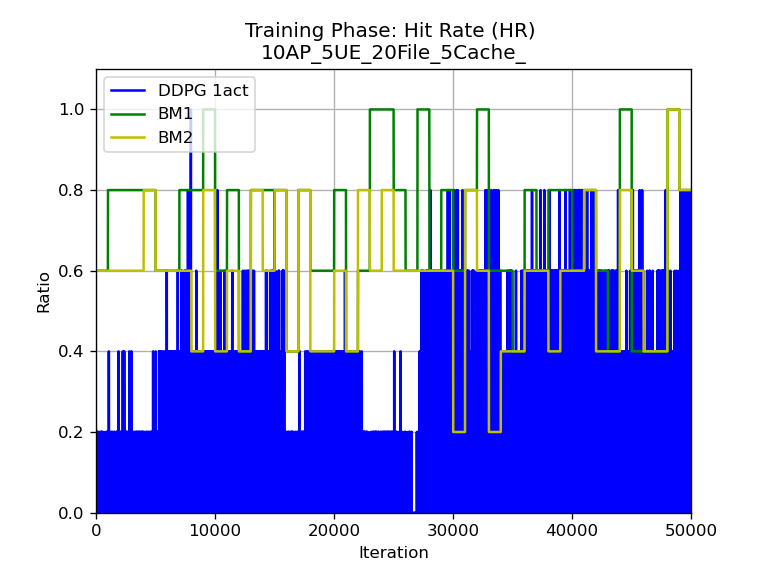 Training Phase: Hit Rate (HR)
10AP_5UE_20File_5Cache_
DDPG 1act
BM1
BM2
1.0
0.8
0.6
0.4
0.2
0.0
Ratio
0
10000
20000
30000
40000
50000
Iteration